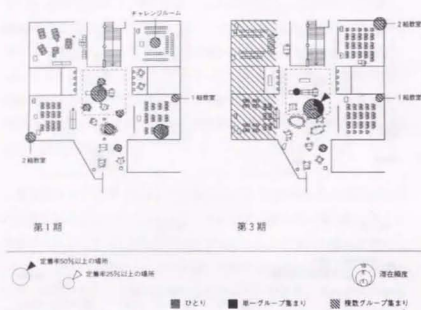 チャレンジルーム
2組教室
1組教室
1組教室
2組教室
第1期
第3期
定着率50%以上の場所
定着率25%以上の場所
滞在頻度
ひとり
単一グループ集まり
複数グループ集まり